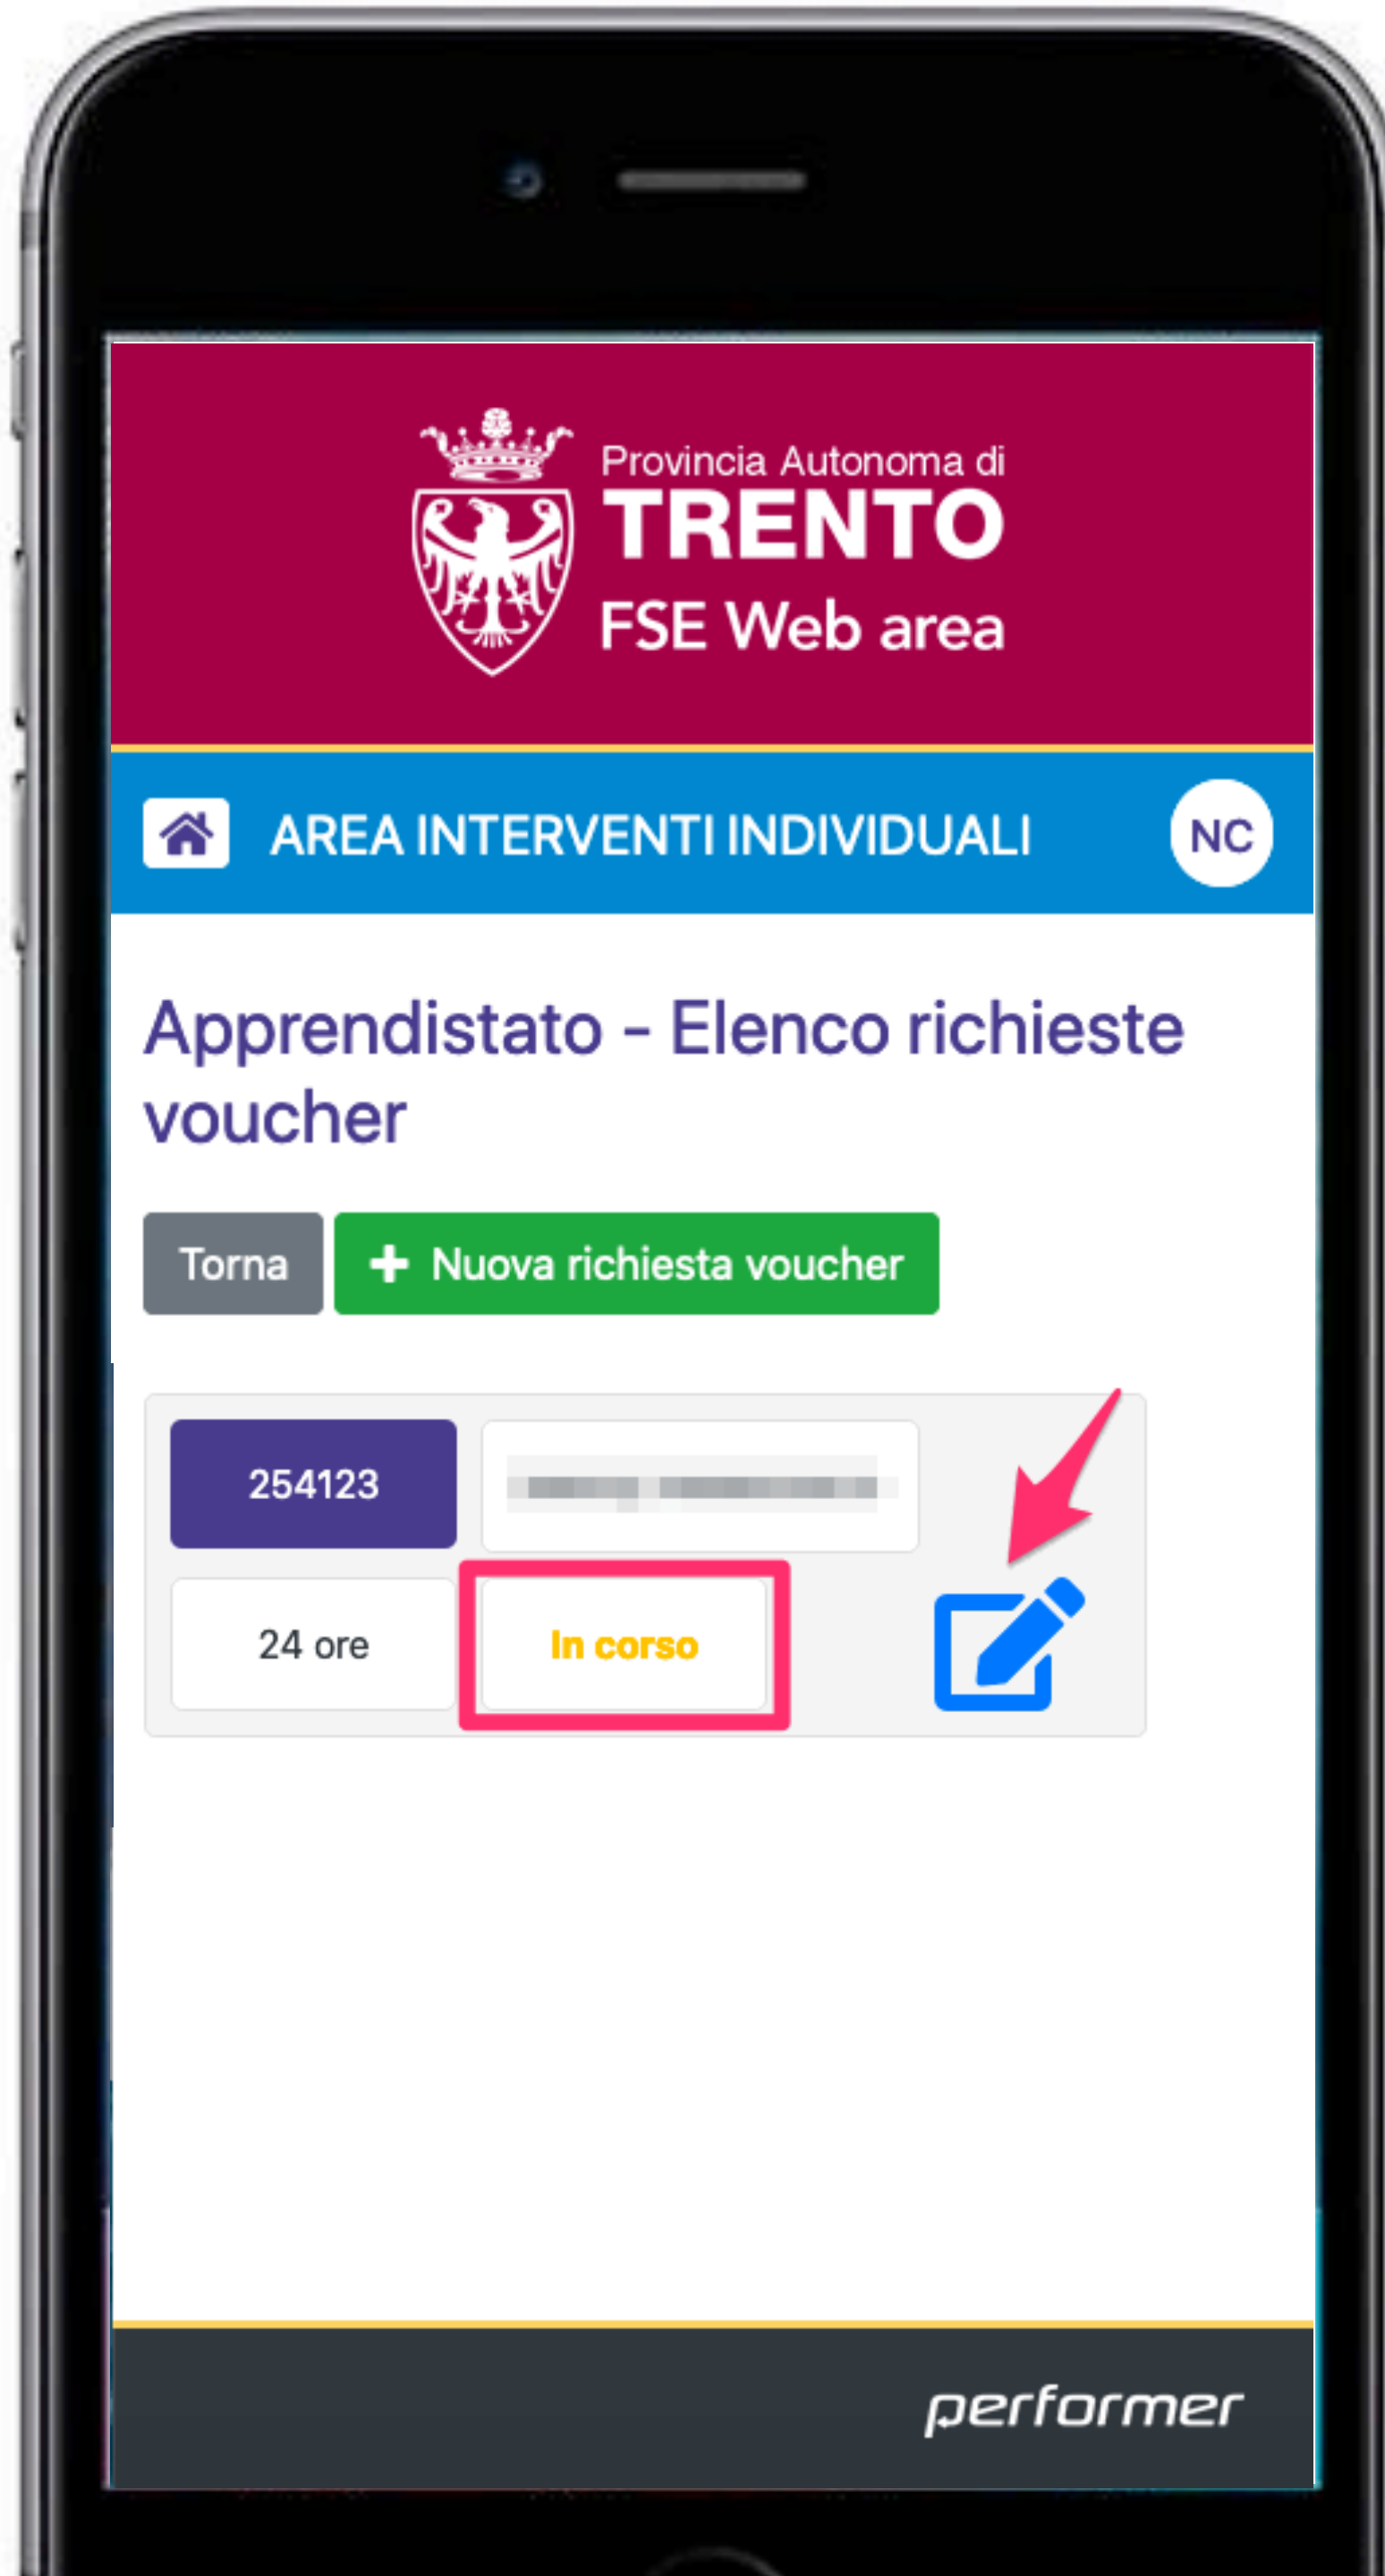 Provincia Autonoma di
TRENTO
FSE Web area
AREA INTERVENTI INDIVIDUALI
NC
Apprendistato - Elenco richieste
voucher
Torna
Nuova richiesta voucher
254123
24 ore
In corso
performer